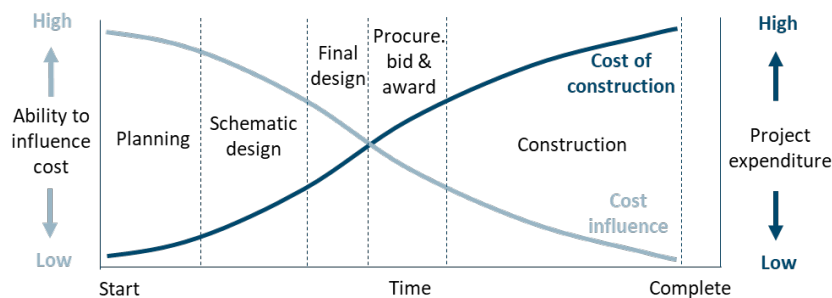 High
Ability to
influence
cost
Low
Planning
Schematic
design
Final
design
Procure.
bid &
award
Cost of
construction
Construction
Cost
influence
High
Project
expenditure
Low
Start
Time
Complete